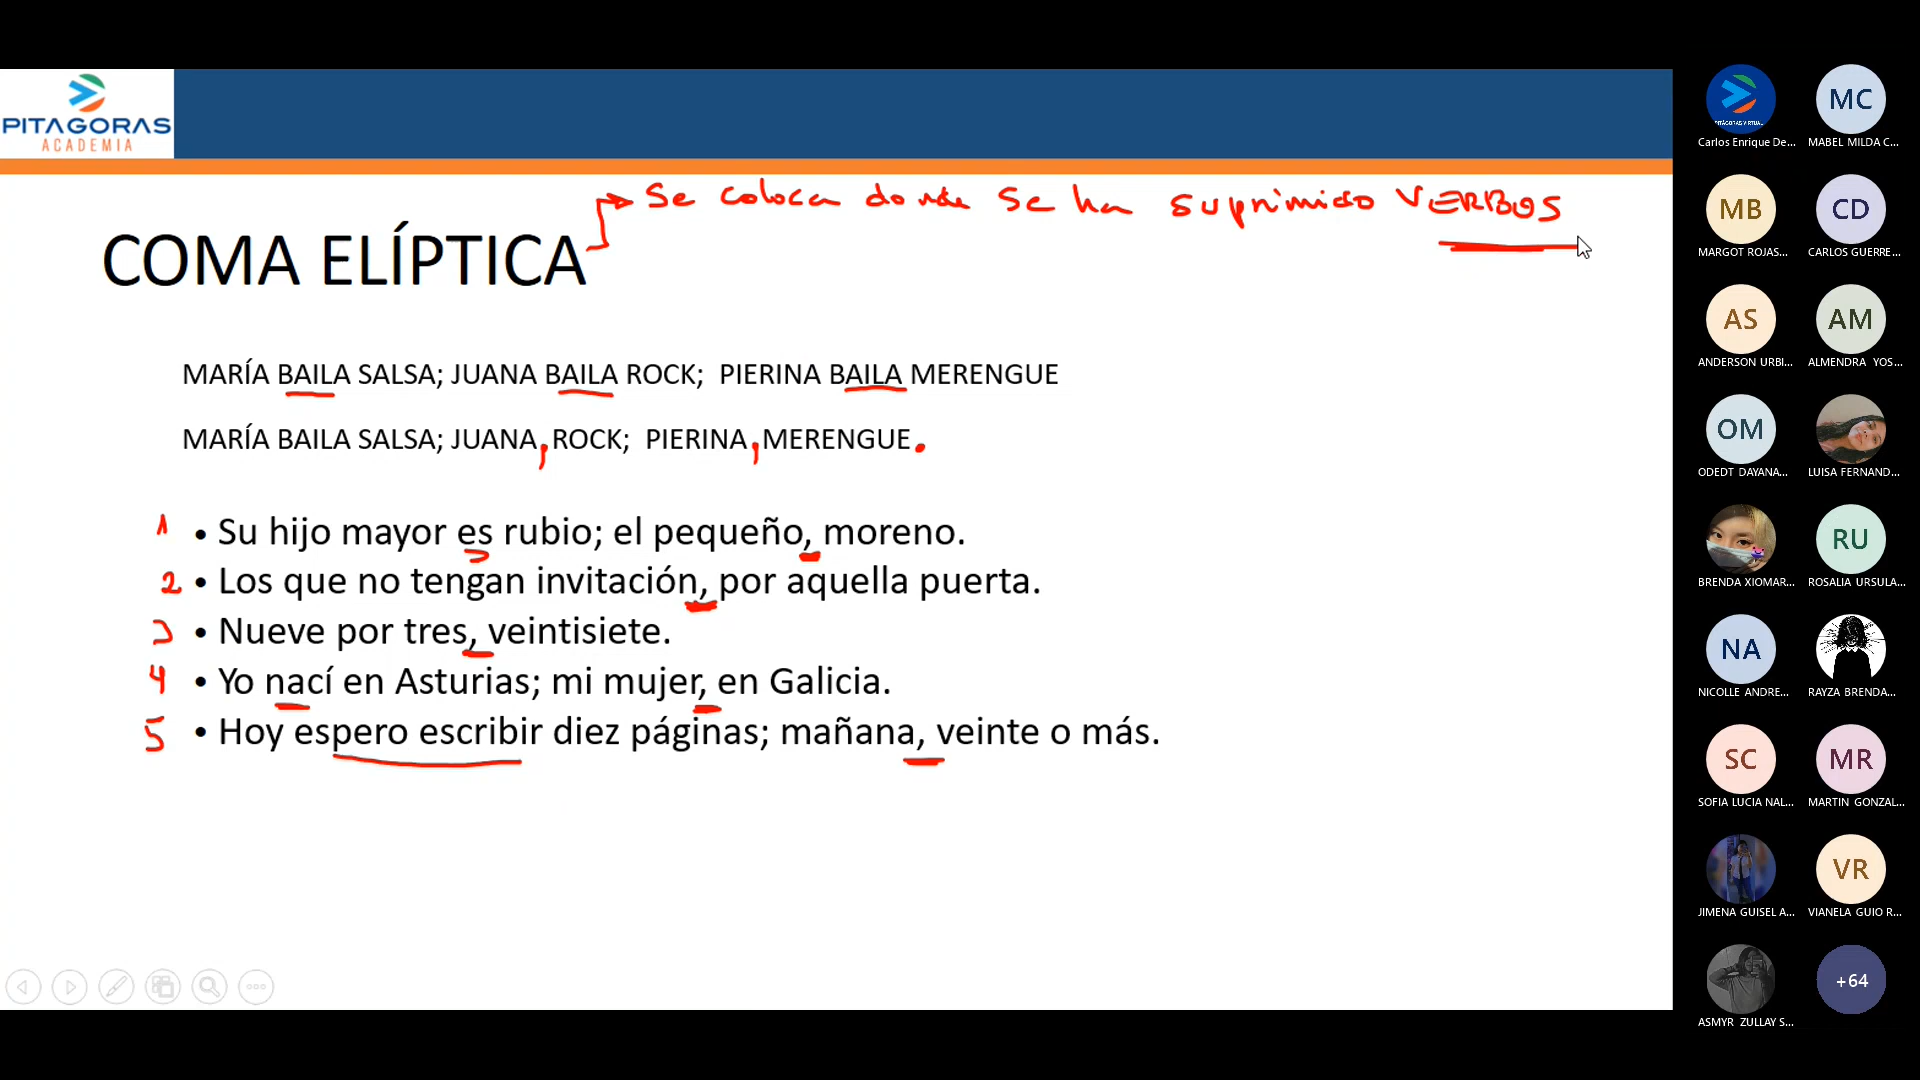 PITAGORAS
ACADEMIA
Se coloca donde se ha suprimido VERBOS
COMA ELÍPTICA
MARÍA BAILA SALSA; JUANA BAILA ROCK; PIERINA BAILA MERENGUE
MARÍA BAILA SALSA; JUANA, ROCK; PIERINA, MERENGUE.
1 • Su hijo mayor es rubio; el pequeño, moreno.
2 • Los que no tengan invitación, por aquella puerta.
3 • Nueve por tres, veintisiete.
4 • Yo nací en Asturias; mi mujer, en Galicia.
5 • Hoy espero escribir diez páginas; mañana, veinte o más.
PITÁGORAS VIRTUAL
MC
Carlos Enrique De...
MABEL MILDA C...
MB
CD
MARGOT ROJAS...
CARLOS GUERRE...
AS
AM
ANDERSON URBI...
ALMENDRA YOS...
OM
ODEDT DAYANA...
LUISA FERNAND...
RU
BRENDA XIOMAR...
ROSALIA URSULA...
NA
NICOLLE ANDRE...
RAYZA BRENDA...
SC
MR
SOFIA LUCIA NAL...
MARTIN GONZAL...
VR
JIMENA GUISEL A...
VIANELA GUIO R...
+64
ASMYR ZULLAY S...